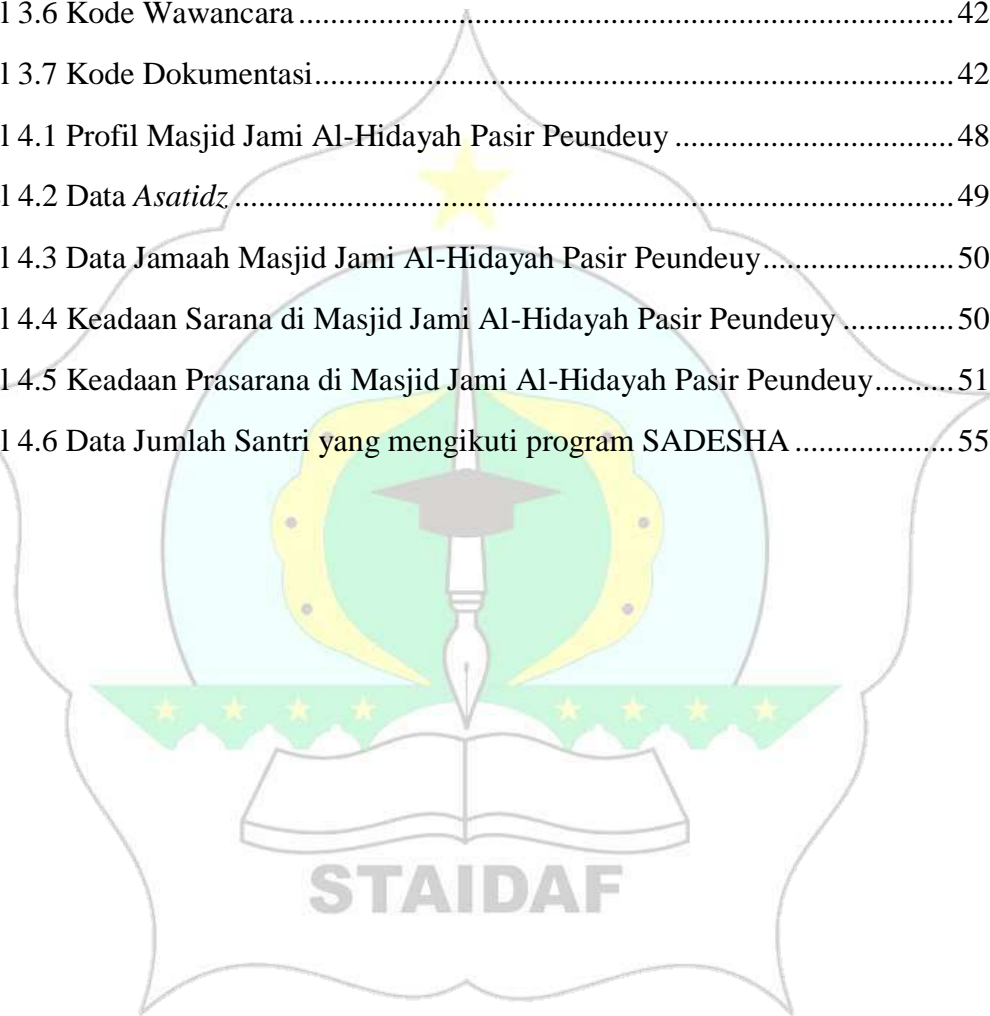 l 3.6 Kode Wawancara ........................................................................ 42
l 3.7 Kode Dokumentasi ...................................................................... 42
l 4.1 Profil Masjid Jami Al-Hidayah Pasir Peundeuy ............................... 48
l 4.2 Data Asatidz ................................................................................ 49
l 4.3 Data Jamaah Masjid Jami Al-Hidayah Pasir Peundeuy ..................... 50
l 4.4 Keadaan Sarana di Masjid Jami Al-Hidayah Pasir Peundeuy .............. 50
l 4.5 Keadaan Prasarana di Masjid Jami Al-Hidayah Pasir Peundeuy .......... 51
l 4.6 Data Jumlah Santri yang mengikuti program SADESHA .................. 55
STAIDAF